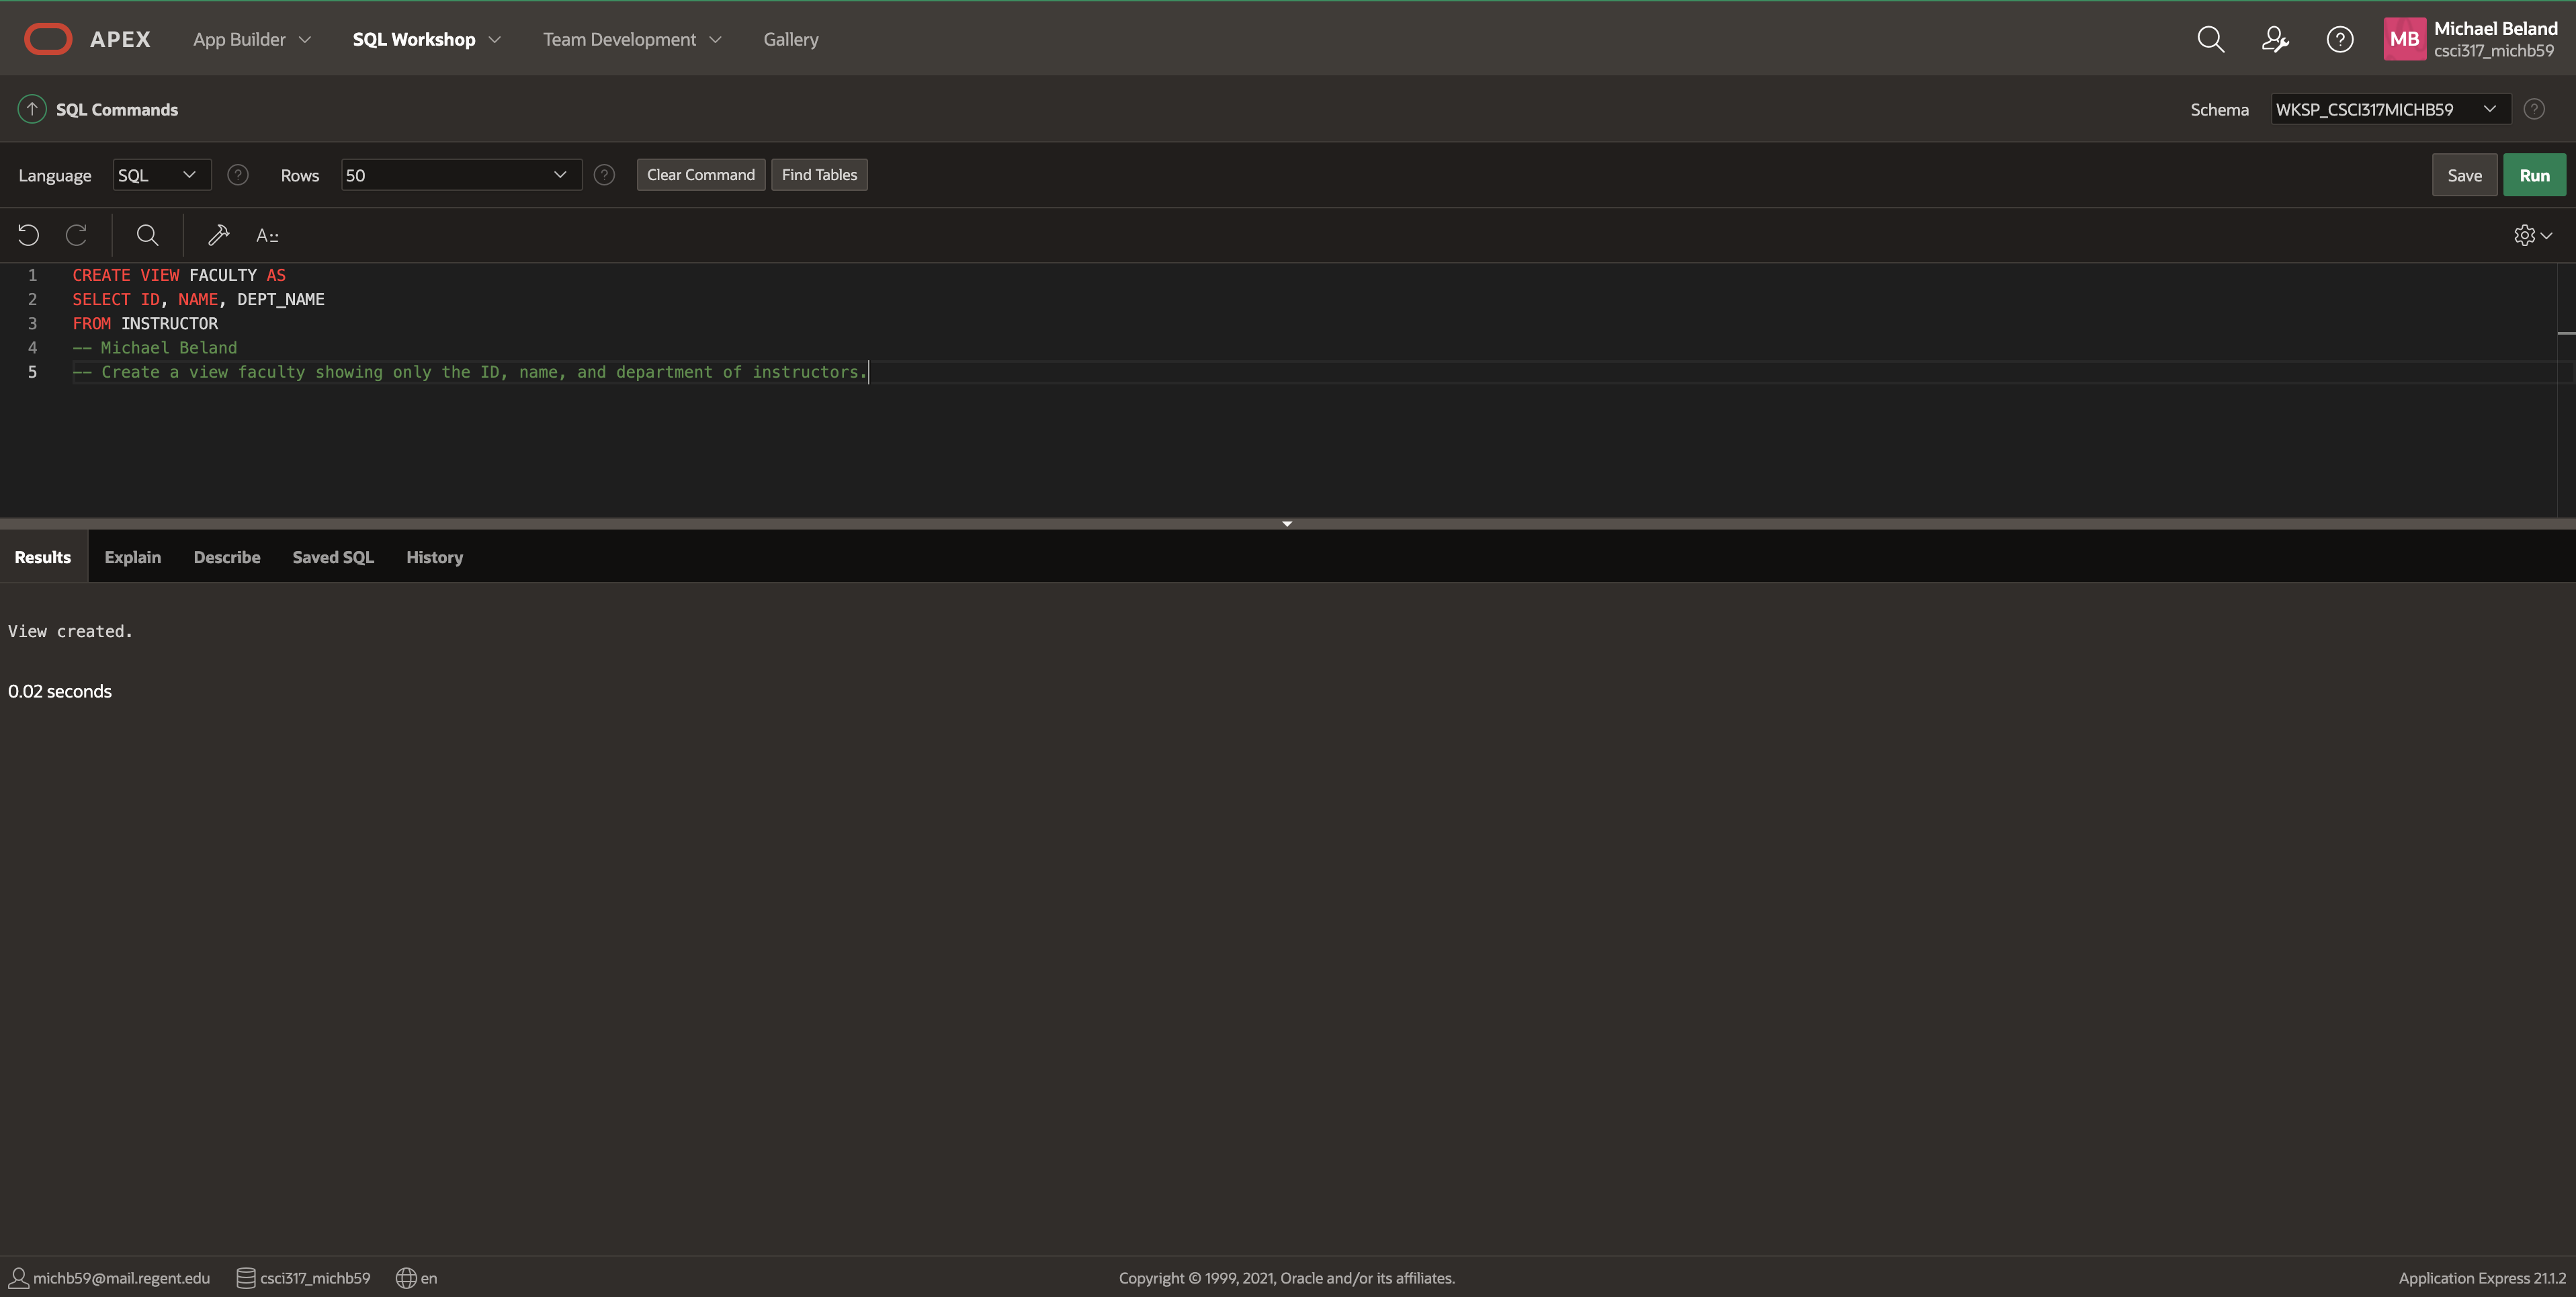 APEX App Builder SQL Workshop Team Development Gallery MB Michael Beland
csci317_michb59
SQL Commands Schema WKSP_CSCI317MICHB59 ?
Language SQL ? Rows 50 ? Clear Command Find Tables Save Run
A::
1 CREATE VIEW FACULTY AS
2 SELECT ID, NAME, DEPT_NAME
3 FROM INSTRUCTOR
4 -- Michael Beland
5 -- Create a view faculty showing only the ID, name, and department of instructors.
Results Explain Describe Saved SQL History
View created.
0.02 seconds
michb59@mail.regent.edu csci317_michb59 en Copyright © 1999, 2021, Oracle and/or its affiliates. Application Express 21.1.2